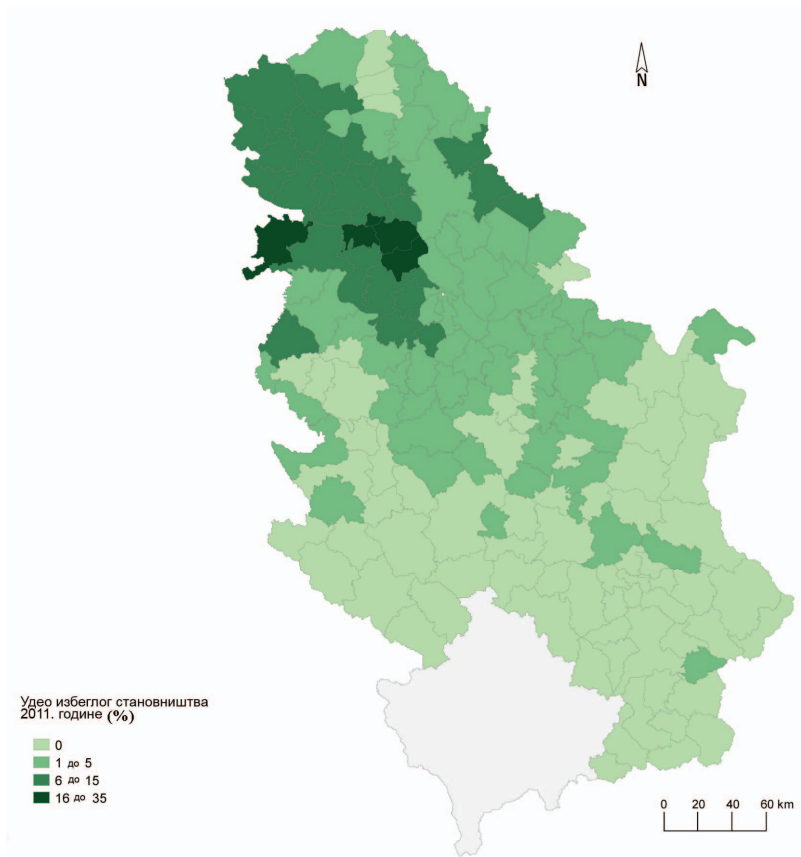 N
Удео избеглог становништва
2011. године (%)
0
1 до 5
6 до 15
16 до 35
0 20 40 60 km